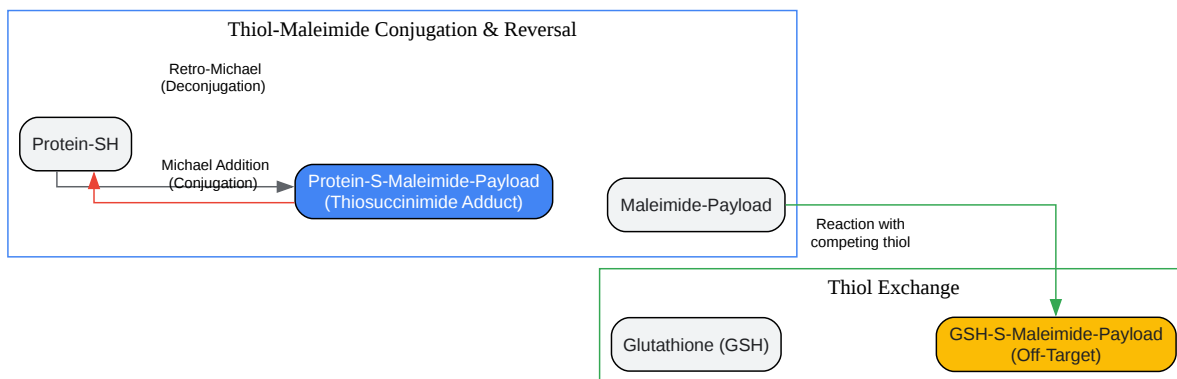 Thiol-Maleimide Conjugation & Reversal
Retro-Michael
(Deconjugation)
Protein-SH
Michael Addition
(Conjugation)
Protein-S-Maleimide-Payload
(Thiosuccinimide Adduct)
Maleimide-Payload
Reaction with
competing thiol
Thiol Exchange
Glutathione (GSH)
GSH-S-Maleimide-Payload
(Off-Target)